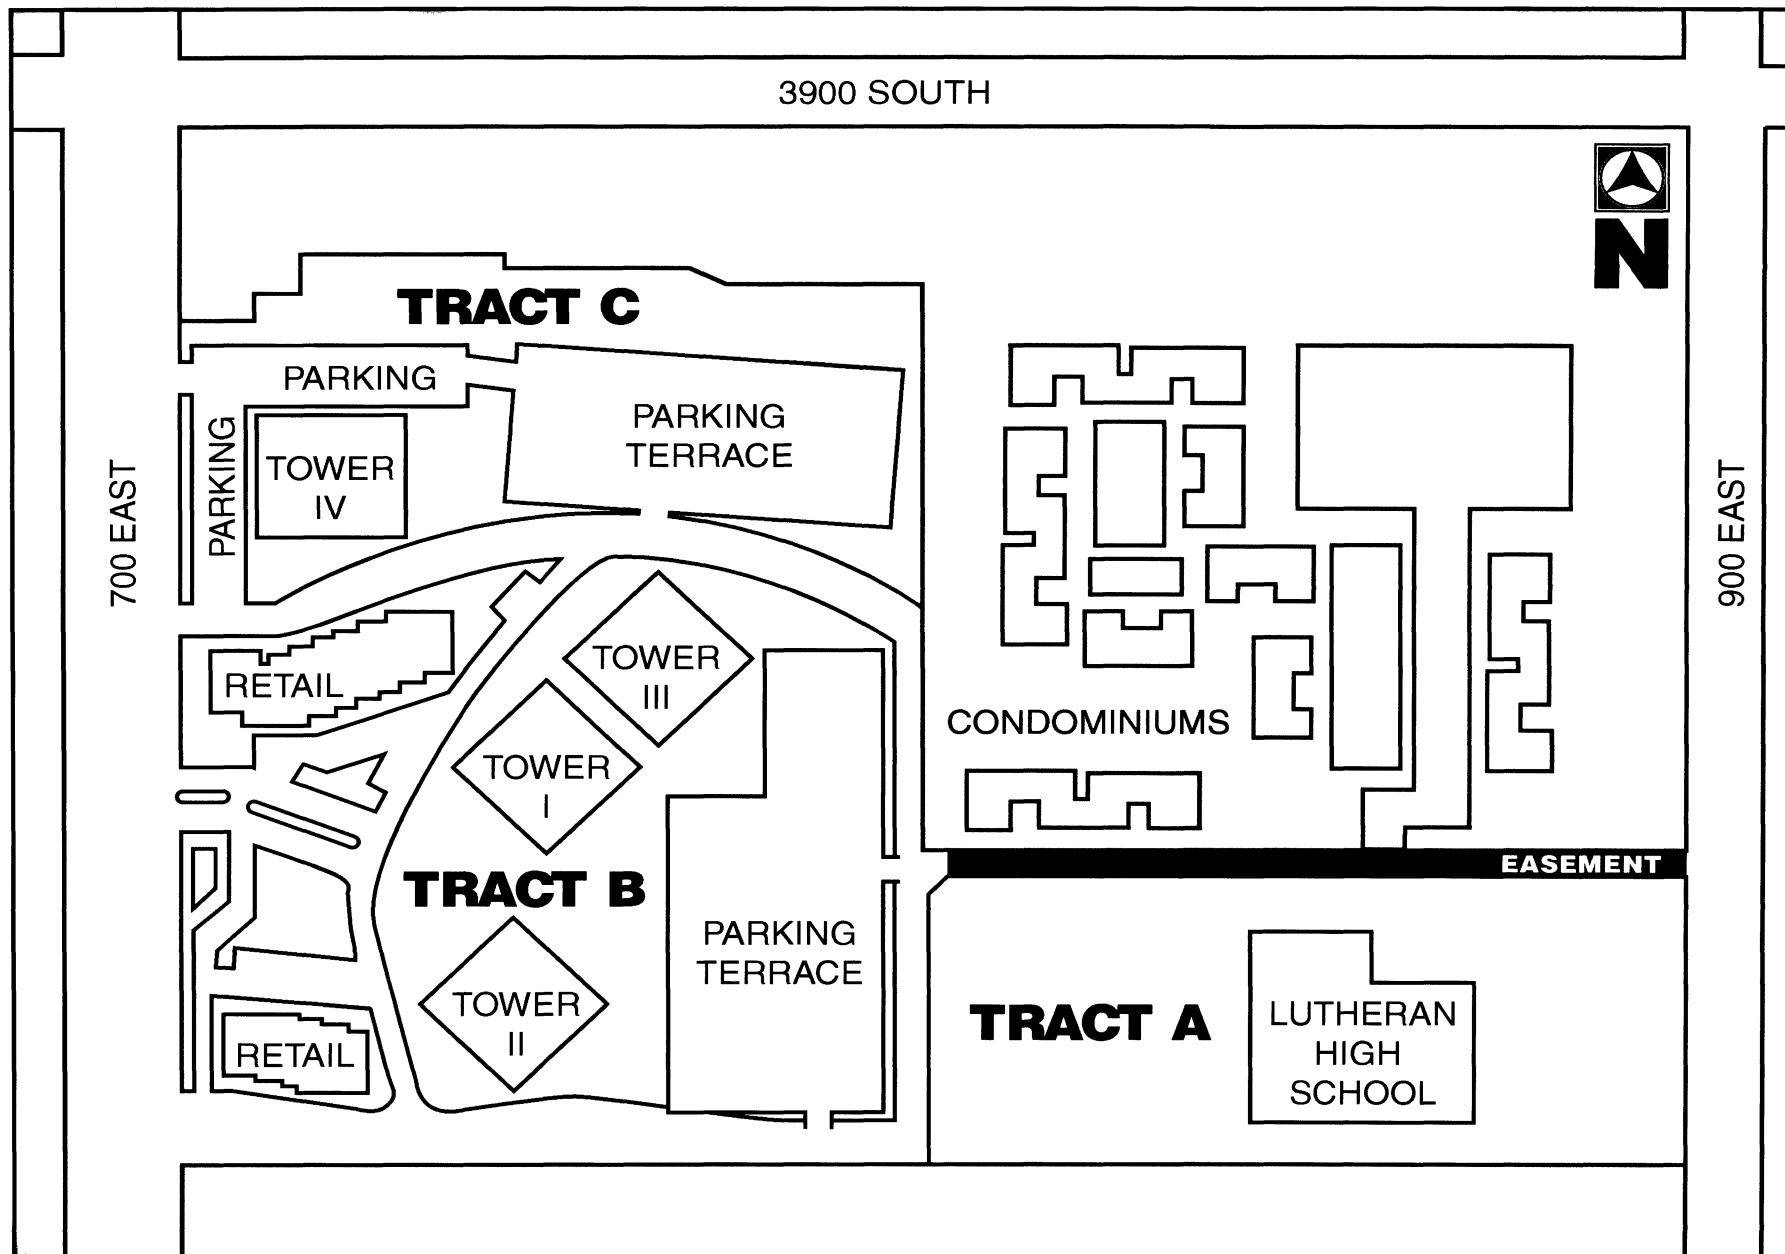 3900 SOUTH
N
TRACT C
PARKING
PARKING
TERRACE
PARKING
TOWER
IV
700 EAST
900 EAST
TOWER
III
RETAIL
CONDOMINIUMS
TOWER
I
EASEMENT
TRACT B
PARKING
TERRACE
TOWER
II
TRACT A
LUTHERAN
HIGH
SCHOOL
RETAIL